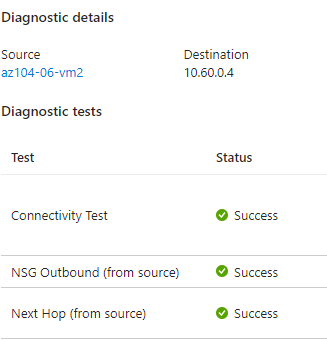 Diagnostic details
Source Destination
az104-06-vm2 10.60.0.4
Diagnostic tests
Test Status
Connectivity Test Success
NSG Outbound (from source) Success
Next Hop (from source) Success